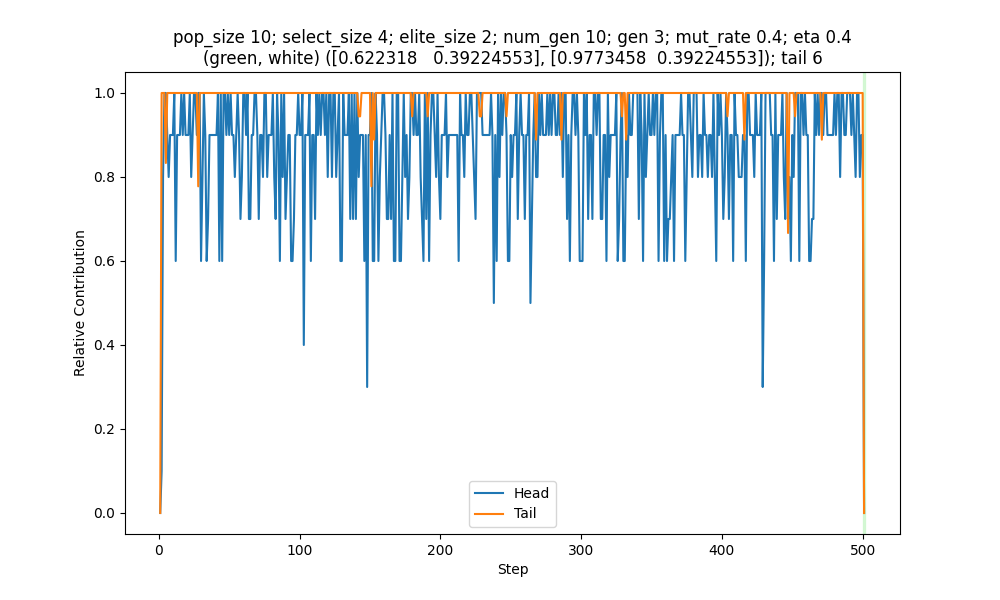 pop_size 10; select_size 4; elite_size 2; num_gen 10; gen 3; mut_rate 0.4; eta 0.4
(green, white) ([0.622318   0.39224553], [0.9773458  0.39224553]); tail 6
1.0
0.8
0.6
0.4
0.2
0.0
Relative Contribution
Head
Tail
0
100
200
300
400
500
Step